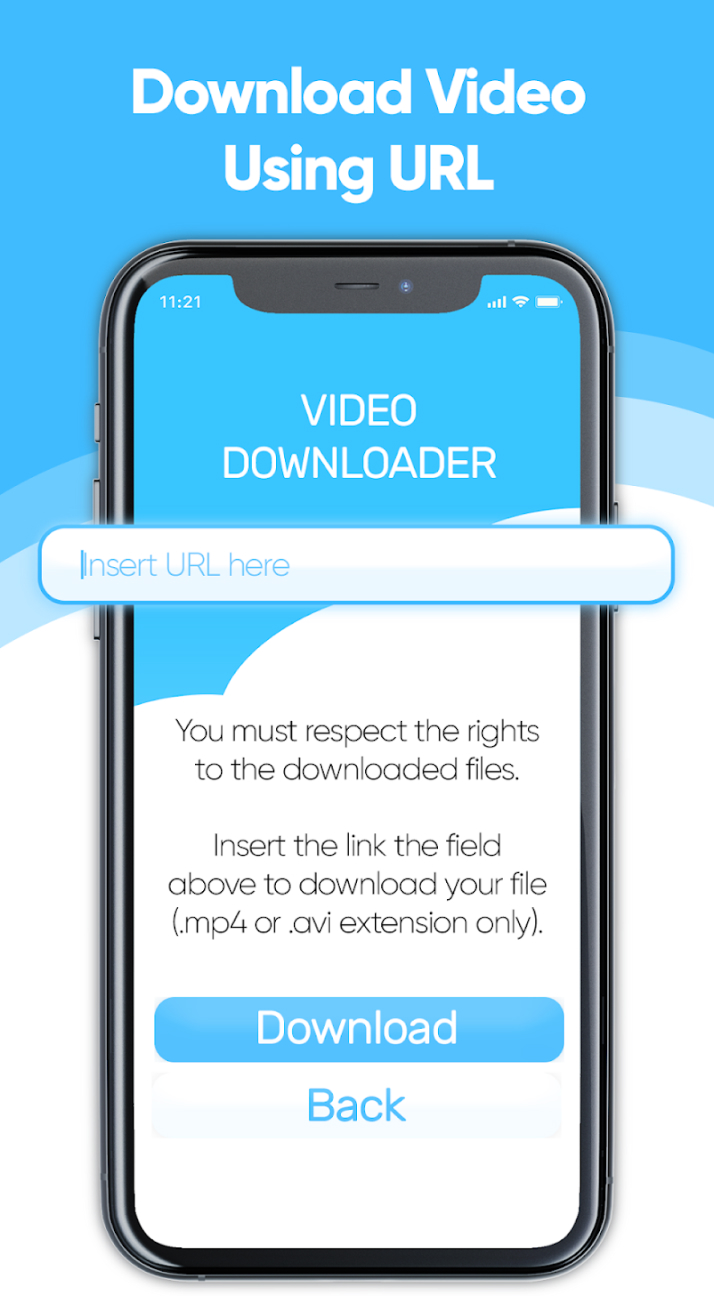 Download Video
Using URL
11:21
VIDEO
DOWNLOADER
Insert URL here
You must respect the rights
to the downloaded files.
Insert the link the field
above to download your file
(.mp4 or .avi extension only).
Download
Back